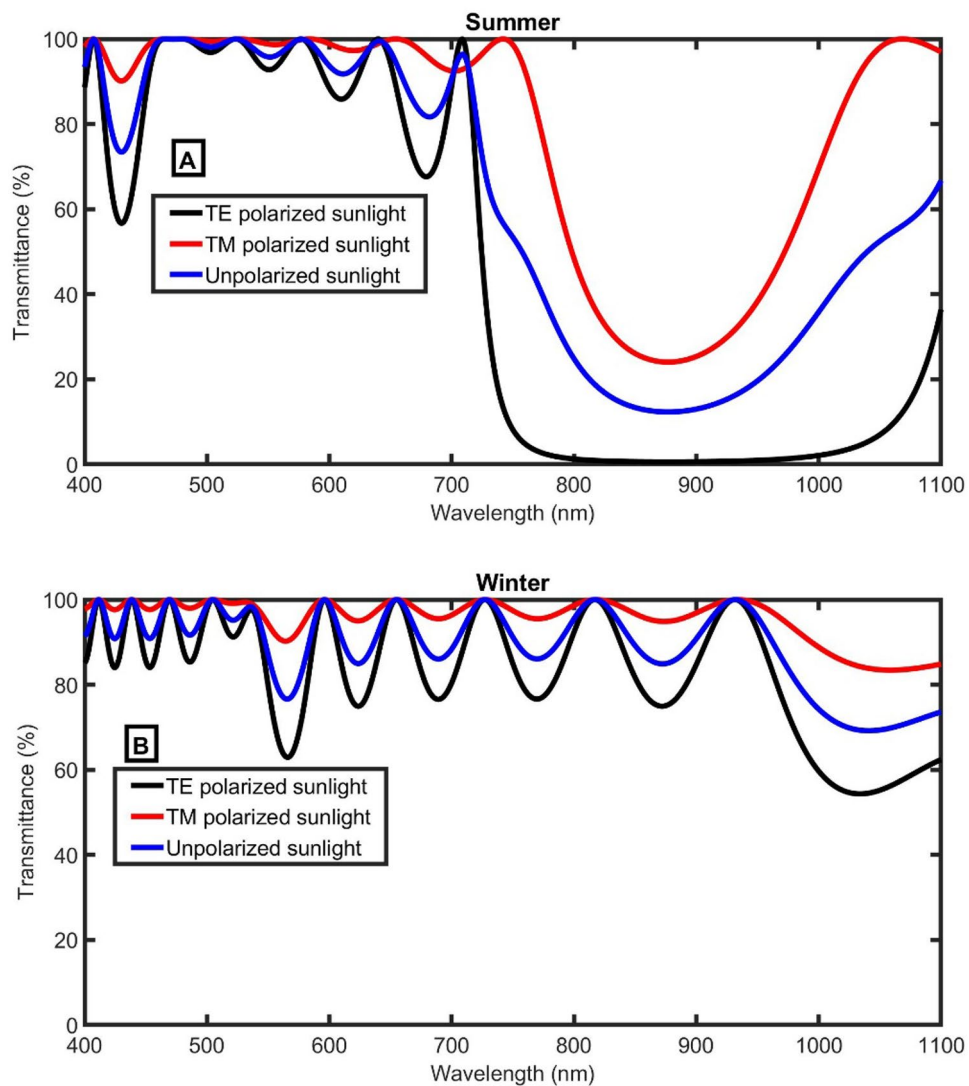 Summer
100
80
60
40
20
0
Transmittance (%)
A
TE polarized sunlight
TM polarized sunlight
Unpolarized sunlight
400 500 600 700 800 900 1000 1100
Wavelength (nm)
Winter
100
80
60
40
20
0
Transmittance (%)
B
TE polarized sunlight
TM polarized sunlight
Unpolarized sunlight
400 500 600 700 800 900 1000 1100
Wavelength (nm)